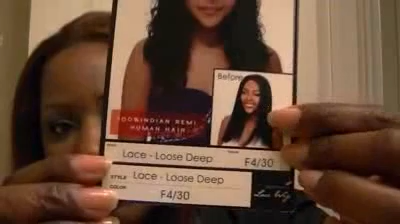 Before
100% INDIAN REMI
HUMAN HAIR
Lace - Loose Deep
F4/30
STYLE Lace - Loose Deep
COLOR F4/30